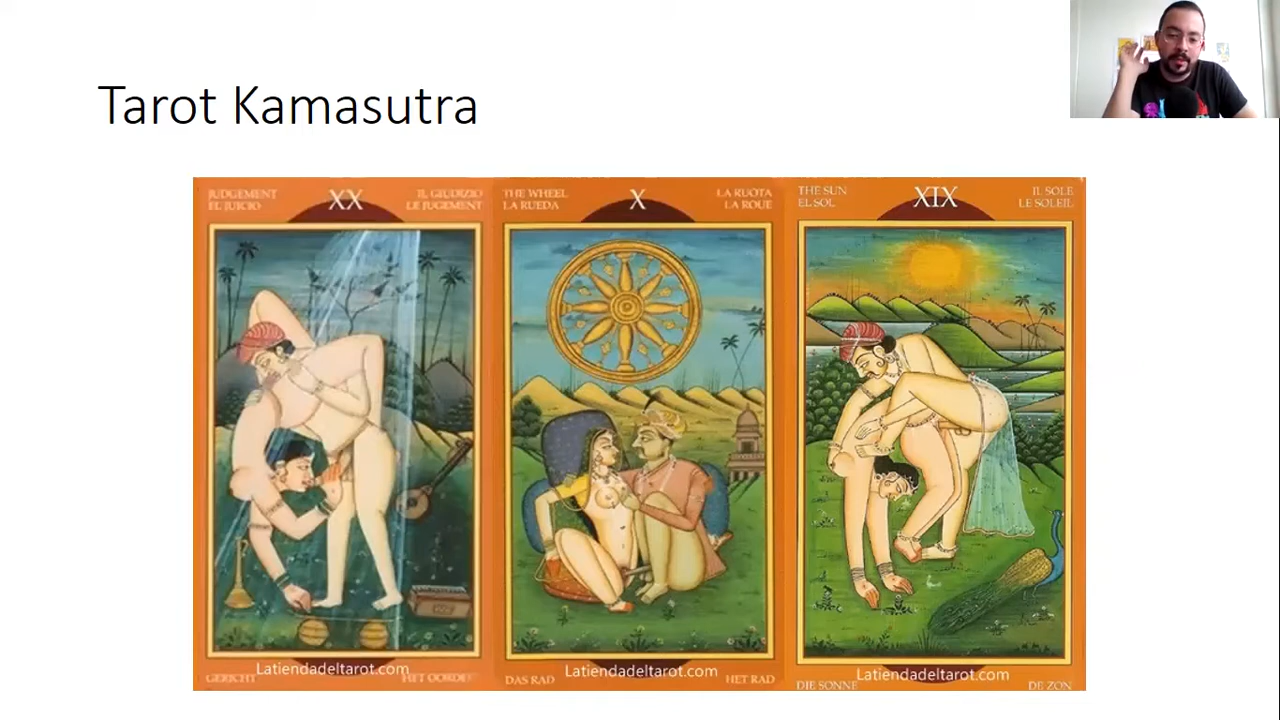 Tarot Kamasutra
JUDGEMENT
EL JUICIO
XX
IL GIUDIZIO
LE JUGEMENT
THE WHEEL
LA RUEDA
X
LA RUOTA
LA ROUE
THE SUN
EL SOL
XIX
IL SOLE
LE SOLEIL
Latiendadeltarot.com
GERICHT
Latiendadeltarot.com
DAS RAD
HET RAD
Latiendadeltarot.com
DIE SONNE
DE ZON